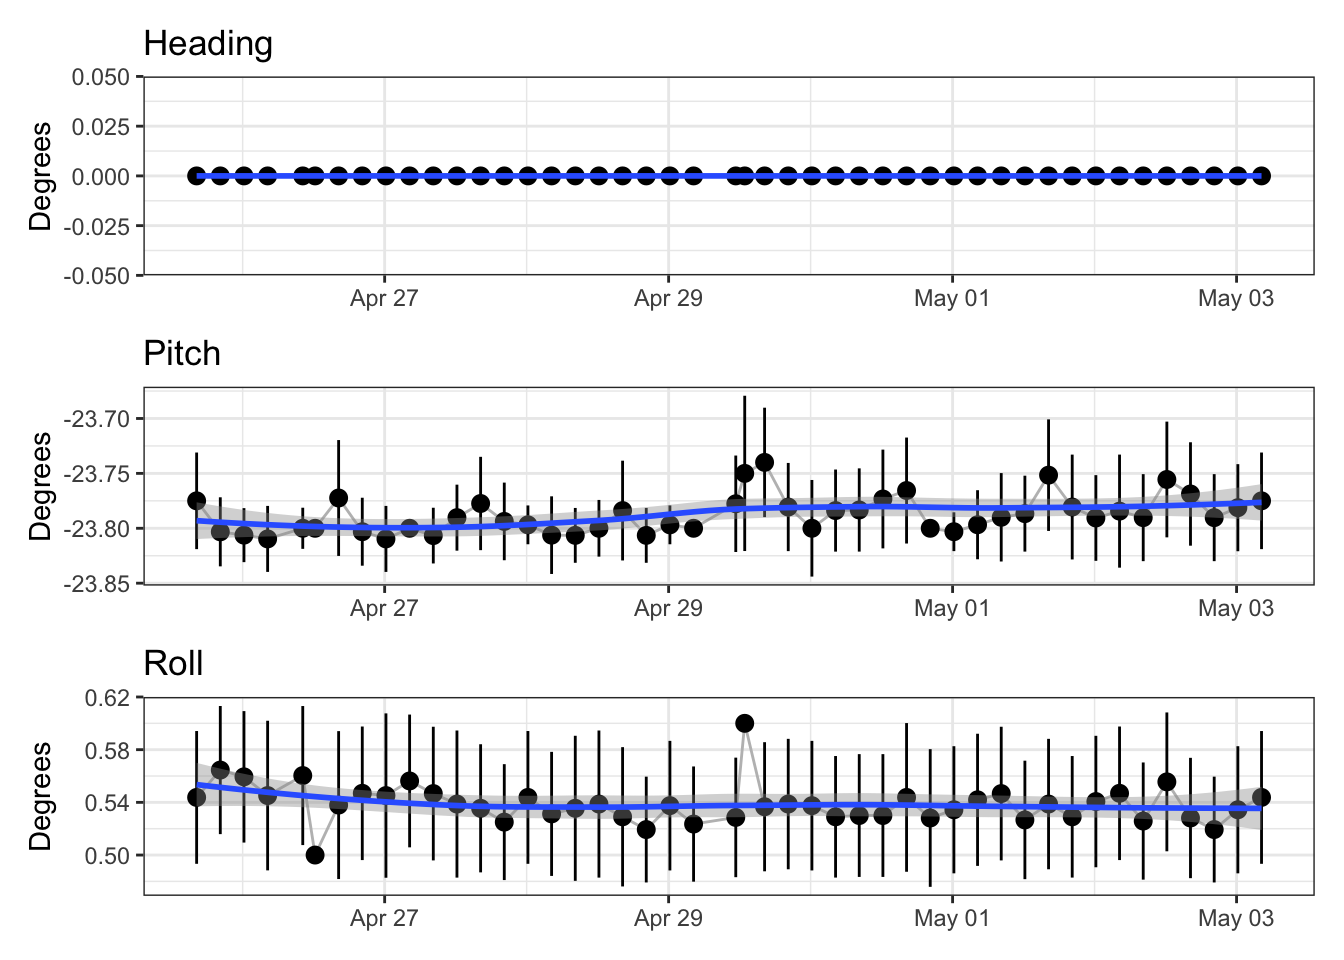 Heading
Degrees
0.050
0.025
0.000
-0.025
-0.050
Apr 27 Apr 29 May 01 May 03
Pitch
Degrees
-23.70
-23.75
-23.80
-23.85
Apr 27 Apr 29 May 01 May 03
Roll
Degrees
0.62
0.58
0.54
0.50
Apr 27 Apr 29 May 01 May 03